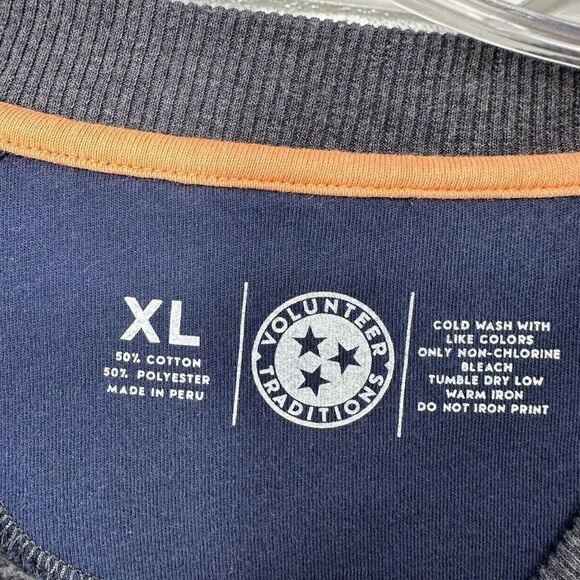 XL
50% COTTON
50% POLYESTER
MADE IN PERU
VOLUNTEER
TRADITIONS
COLD WASH WITH
LIKE COLORS
ONLY NON-CHLORINE
BLEACH
TUMBLE DRY LOW
WARM IRON
DO NOT IRON PRINT